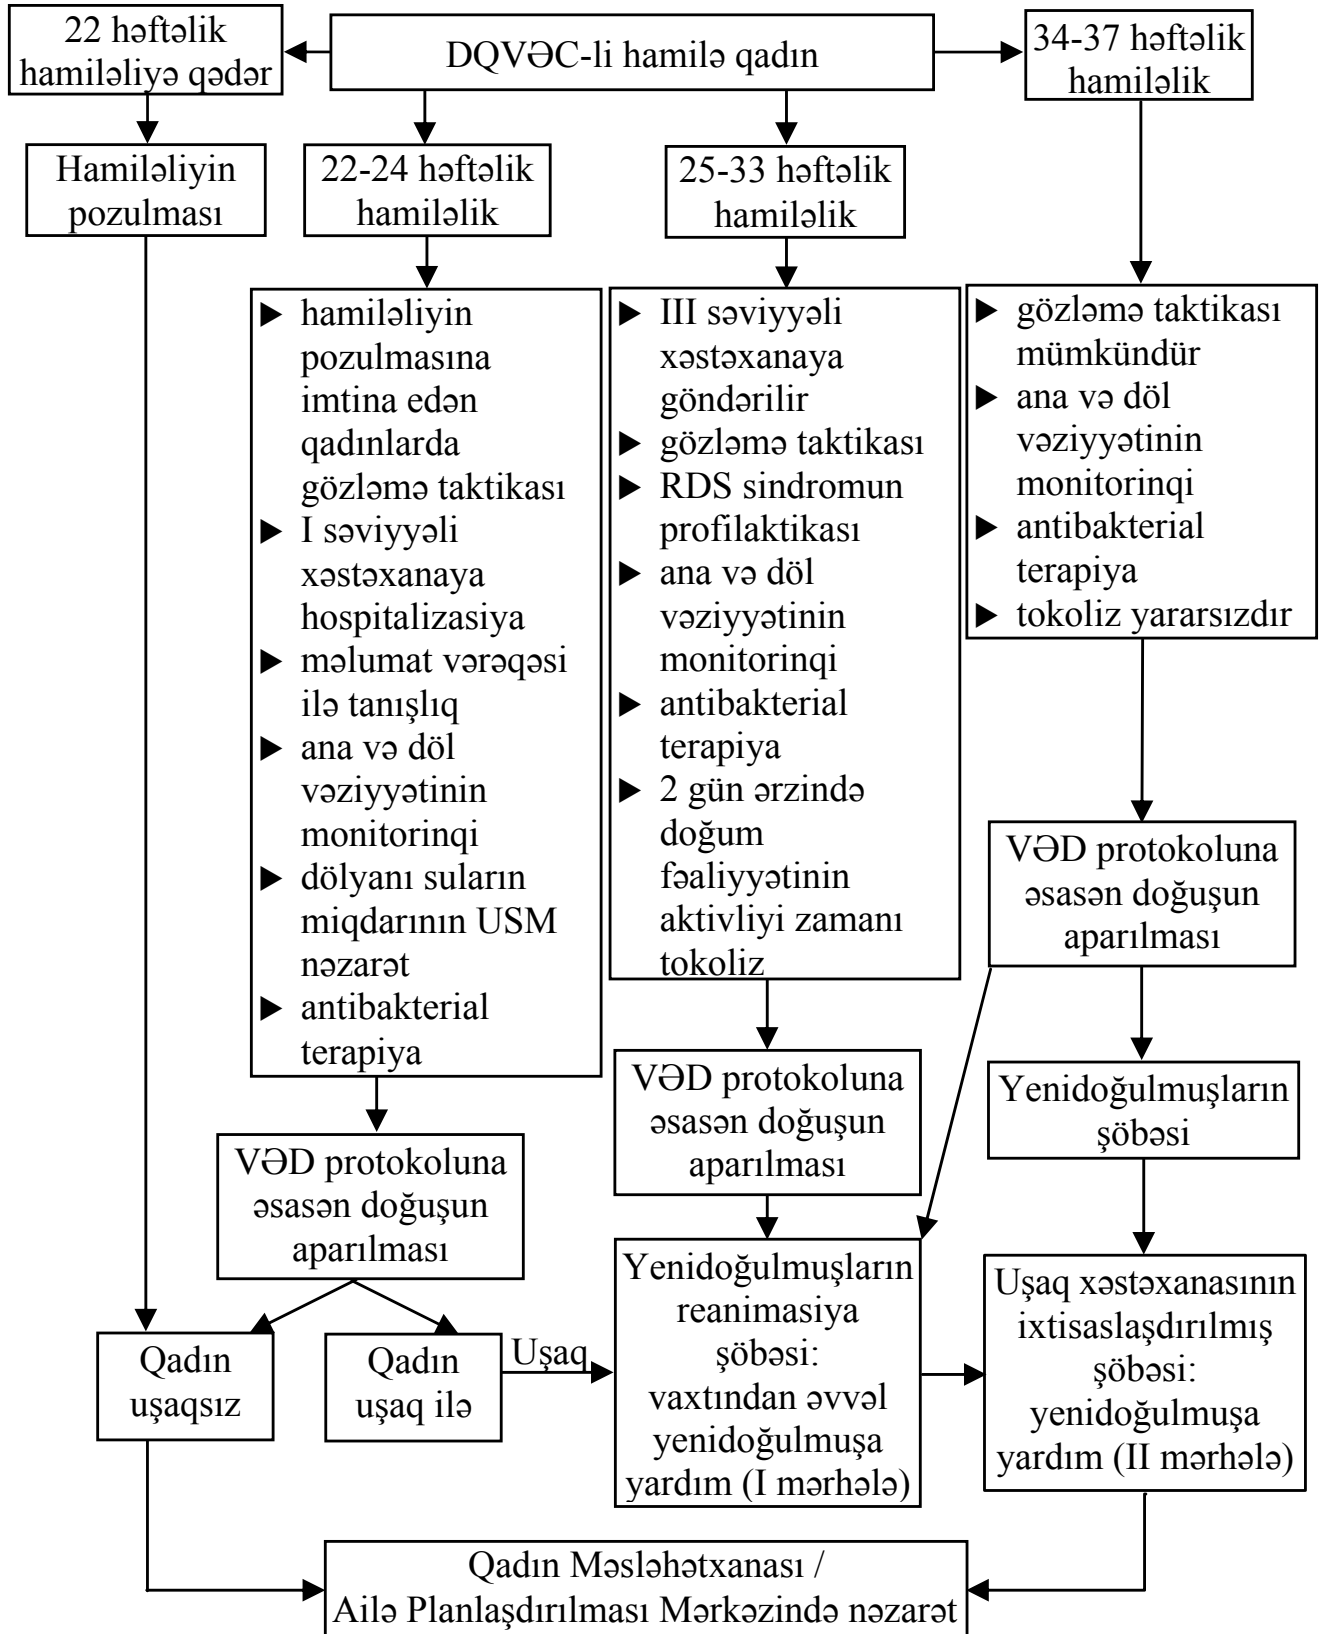 22 həftəlik
hamiləliyə qədər
DQVƏC-li hamilə qadın
34-37 həftəlik
hamiləlik
Hamiləliyin
pozulması
22-24 həftəlik
hamiləlik
25-33 həftəlik
hamiləlik
► hamiləliyin
pozulmasına
imtina edən
qadınlarda
gözləmə taktikası
► I səviyyəli
xəstəxanaya
hospitalizasiya
► məlumat vərəqəsi
ilə tanışlıq
► ana və döl
vəziyyətinin
monitorinqi
► dölyanı suların
miqdarının USM
nəzarət
► antibakterial
terapiya
► III səviyyəli
xəstəxanaya
göndərilir
► gözləmə taktikası
► RDS sindromun
profilaktikası
► ana və döl
vəziyyətinin
monitorinqi
► antibakterial
terapiya
► 2 gün ərzində
doğum
fəaliyyətinin
aktivliyi zamanı
tokoliz
► gözləmə taktikası
mümkündür
► ana və döl
vəziyyətinin
monitorinqi
► antibakterial
terapiya
► tokoliz yararsızdır
VƏD protokoluna
əsasən doğuşun
aparılması
VƏD protokoluna
əsasən doğuşun
aparılması
VƏD protokoluna
əsasən doğuşun
aparılması
Yenidoğulmuşların
şöbəsi
Qadın
uşaqsız
Qadın
uşaq ilə
Uşaq
Yenidoğulmuşların
reanimasiya
şöbəsi:
vaxtından əvvəl
yenidoğulmuşa
yardım (I mərhələ)
Uşaq xəstəxanasının
ixtisaslaşdırılmış
şöbəsi:
yenidoğulmuşa
yardım (II mərhələ)
Qadın Məsləhətxanası /
Ailə Planlaşdırılması Mərkəzində nəzarət